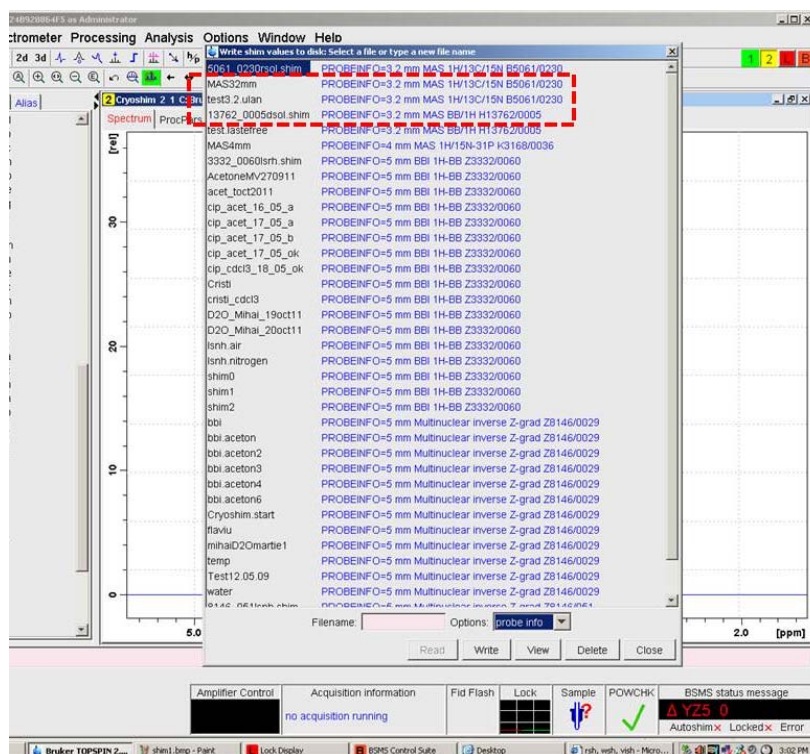 248928864FS as Administrator
ctrometer Processing Analysis Options Window Help
Write shim values to disk: Select a file or type a new file name
2d 3d
1 2
Alias
2 Cryoshim 2 1
Spectrum ProcPars
[rel]
5061_0230rsol.shim PROBEINFO=3.2 mm MAS 1H/13C/15N B5061/0230
MAS32mm PROBEINFO=3.2 mm MAS 1H/13C/15N B5061/0230
test3.2.ulan PROBEINFO=3.2 mm MAS 1H/13C/15N B5061/0230
13762_0005dsol.shim PROBEINFO=3.2 mm MAS BB/1H H13762/0005
test.lastefree PROBEINFO=3.2 mm MAS BB/1H H13762/0005
MAS4mm PROBEINFO=4 mm MAS 1H/15N-31P K3168/0036
3332_0060lsrh.shim PROBEINFO=5 mm BBI 1H-BB Z3332/0060
AcetoneMV270911 PROBEINFO=5 mm BBI 1H-BB Z3332/0060
acet_toct2011 PROBEINFO=5 mm BBI 1H-BB Z3332/0060
cip_acet_16_05_a PROBEINFO=5 mm BBI 1H-BB Z3332/0060
cip_acet_17_05_a PROBEINFO=5 mm BBI 1H-BB Z3332/0060
cip_acet_17_05_b PROBEINFO=5 mm BBI 1H-BB Z3332/0060
cip_acet_17_05_ok PROBEINFO=5 mm BBI 1H-BB Z3332/0060
cip_cdcl3_18_05_ok PROBEINFO=5 mm BBI 1H-BB Z3332/0060
Cristi PROBEINFO=5 mm BBI 1H-BB Z3332/0060
cristi_cdcl3 PROBEINFO=5 mm BBI 1H-BB Z3332/0060
D2O_Mihai_19oct11 PROBEINFO=5 mm BBI 1H-BB Z3332/0060
D2O_Mihai_20oct11 PROBEINFO=5 mm BBI 1H-BB Z3332/0060
lsnh.air PROBEINFO=5 mm BBI 1H-BB Z3332/0060
lsnh.nitrogen PROBEINFO=5 mm BBI 1H-BB Z3332/0060
shim0 PROBEINFO=5 mm BBI 1H-BB Z3332/0060
shim1 PROBEINFO=5 mm BBI 1H-BB Z3332/0060
shim2 PROBEINFO=5 mm BBI 1H-BB Z3332/0060
bbi PROBEINFO=5 mm Multinuclear inverse Z-grad Z8146/0029
bbi.aceton PROBEINFO=5 mm Multinuclear inverse Z-grad Z8146/0029
bbi.aceton2 PROBEINFO=5 mm Multinuclear inverse Z-grad Z8146/0029
bbi.aceton3 PROBEINFO=5 mm Multinuclear inverse Z-grad Z8146/0029
bbi.aceton4 PROBEINFO=5 mm Multinuclear inverse Z-grad Z8146/0029
bbi.aceton6 PROBEINFO=5 mm Multinuclear inverse Z-grad Z8146/0029
Cryoshim.start PROBEINFO=5 mm Multinuclear inverse Z-grad Z8146/0029
flaviu PROBEINFO=5 mm Multinuclear inverse Z-grad Z8146/0029
mihaiD2Omartie1 PROBEINFO=5 mm Multinuclear inverse Z-grad Z8146/0029
temp PROBEINFO=5 mm Multinuclear inverse Z-grad Z8146/0029
Test12.05.09 PROBEINFO=5 mm Multinuclear inverse Z-grad Z8146/0029
water PROBEINFO=5 mm Multinuclear inverse Z-grad Z8146/0029
30
20
10
0
5.0 2.0 [ppm]
Filename: Options: probe info
Read Write View Delete Close
Amplifier Control Acquisition information Fid Flash Lock Sample POWCHK BSMS status message
no acquisition running
Δ YZ5 0
Autoshim Locked Error
Bruker TOPSPIN 2.... shim1.bmp - Paint Lock Display BSMS Control Suite Desktop rsh, wsh, vish - Micro... 3:02 PM